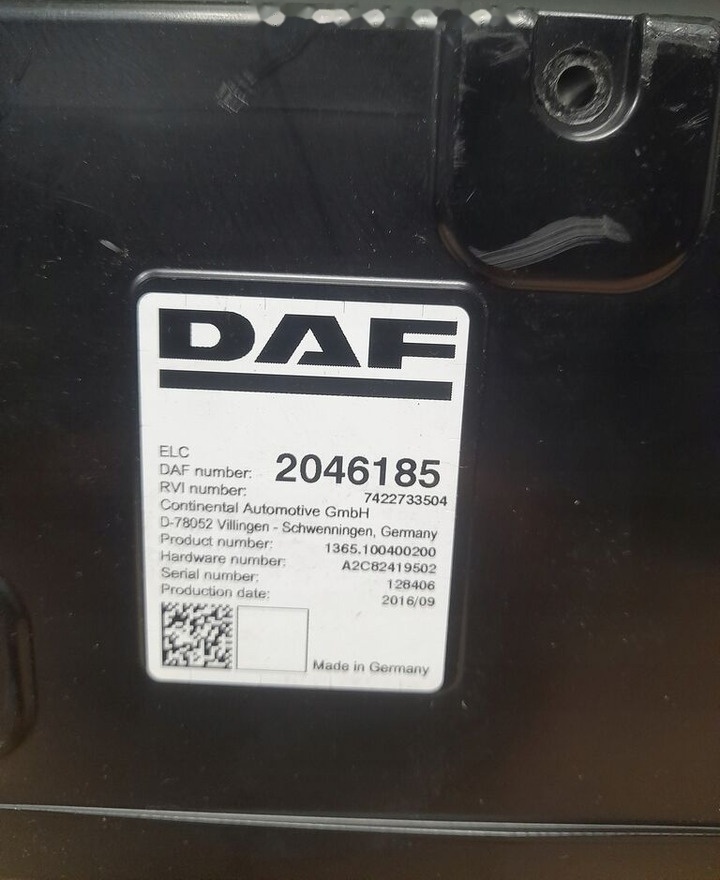 DAF
ELC
DAF number: 2046185
RVI number: 7422733504
Continental Automotive GmbH
D-78052 Villingen - Schwenningen, Germany
Product number: 1365.100400200
Hardware number: A2C82419502
Serial number: 128406
Production date: 2016/09
Made in Germany